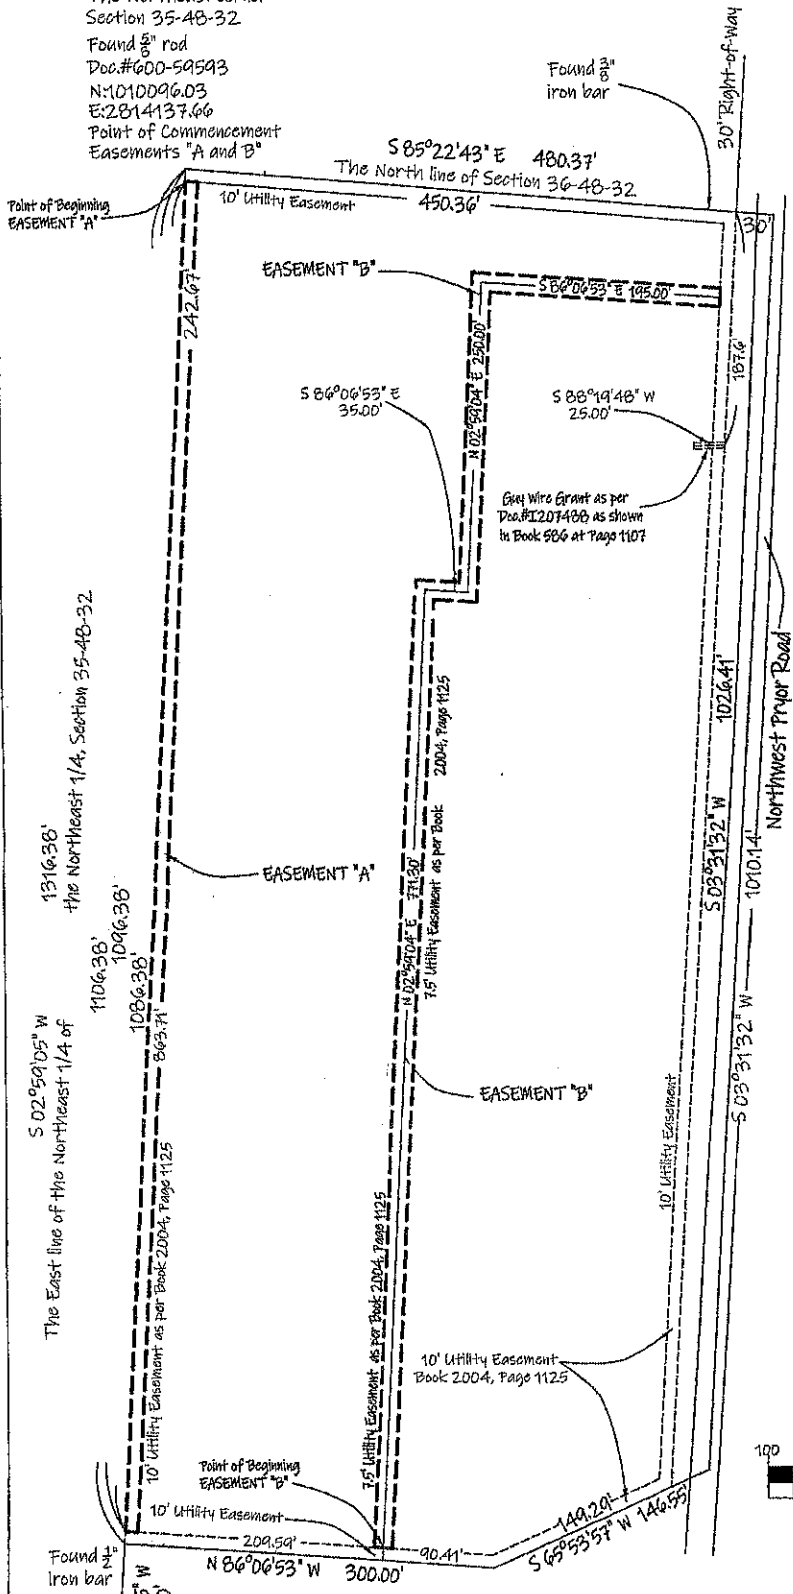 Section 35-48-32
Found 5/8" rod
Doc.#600-59593
N:1010096.03
E:2814137.66
Point of Commencement
Easements "A and B"
Found 3/8"
iron bar
30' Right-of-way
S 85°22'43" E 480.37'
The North line of Section 36-48-32
Point of Beginning
EASEMENT "A"
10' Utility Easement
450.36'
30'
242.67'
EASEMENT "B"
S 86°06'53" E 195.00'
N 02°59'04" E 250.00'
187.6'
S 86°06'53" E
35.00'
S 88°19'48" W
25.00'
Guy Wire Grant as per
Doc.#I207488 as shown
in Book 586 at Page 1107
1316.38'
the Northeast 1/4, Section 35-48-32
7.5' Utility Easement as per Book 2004, Page 1125
1026.41'
S 03°31'32" W
Northwest Pryor Road
EASEMENT "A"
N 02°59'04" E 771.30'
1010.14'
S 03°31'32" W
1106.38'
1096.38'
1086.38'
863.71'
S 02°59'05" W
The East line of the Northeast 1/4 of
EASEMENT "B"
10' Utility Easement
10' Utility Easement as per Book 2004, Page 1125
7.5' Utility Easement as per Book 2004, Page 1125
10' Utility Easement
Book 2004, Page 1125
100
Point of Beginning
EASEMENT "B"
10' Utility Easement
209.59'
90.41'
149.29'
S 65°53'57" W 146.55'
Found 1/2"
iron bar
N 86°06'53" W 300.00'